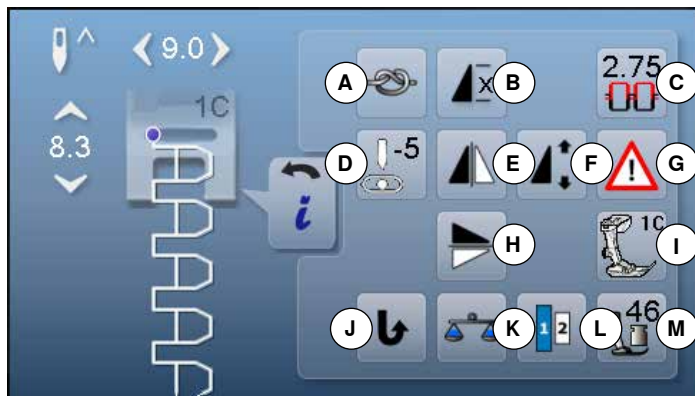 ^ 9.0
1C
8.3
i
A B x C 2.75
D -5 E F G !
H I 1C
J K 1 2 L 46 M